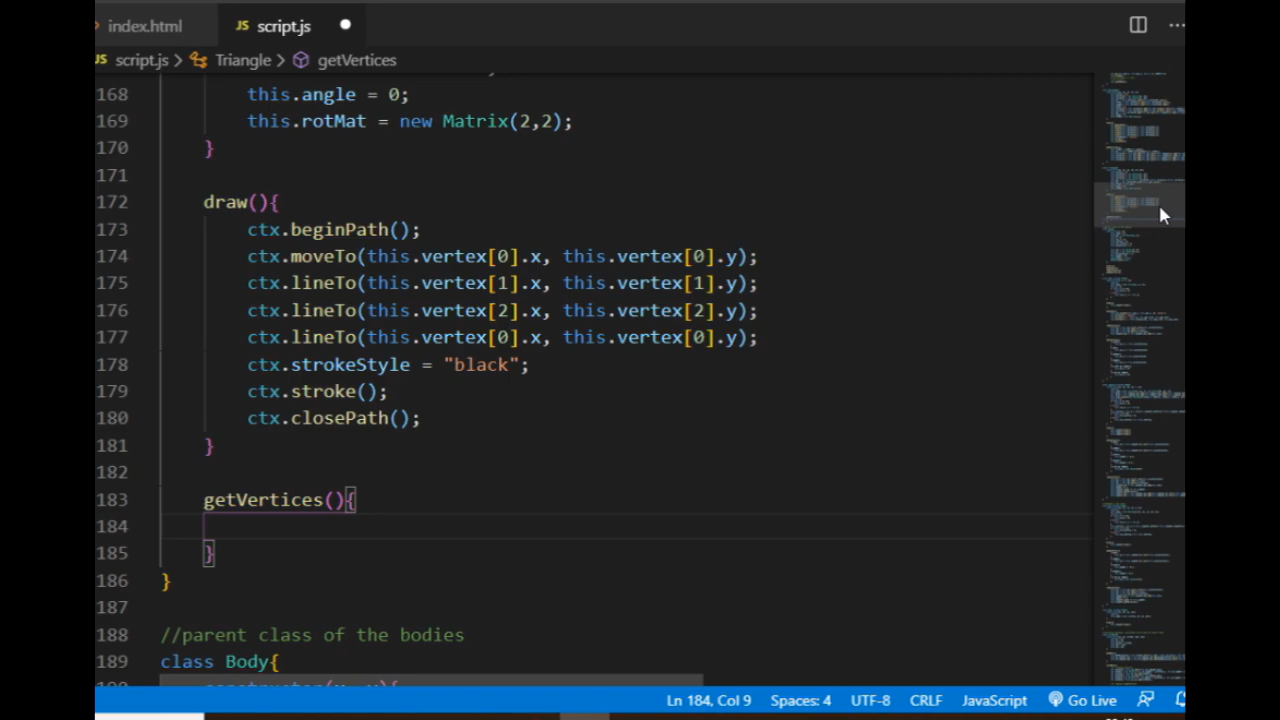 index.html
JS script.js
JS script.js > Triangle > getVertices
168 this.angle = 0;
169 this.rotMat = new Matrix(2,2);
170 }
171
172 draw(){
173 ctx.beginPath();
174 ctx.moveTo(this.vertex[0].x, this.vertex[0].y);
175 ctx.lineTo(this.vertex[1].x, this.vertex[1].y);
176 ctx.lineTo(this.vertex[2].x, this.vertex[2].y);
177 ctx.lineTo(this.vertex[0].x, this.vertex[0].y);
178 ctx.strokeStyle = "black";
179 ctx.stroke();
180 ctx.closePath();
181 }
182
183 getVertices(){
184
185 }
186 }
187
188 //parent class of the bodies
189 class Body{
Ln 184, Col 9 Spaces: 4 UTF-8 CRLF JavaScript Go Live